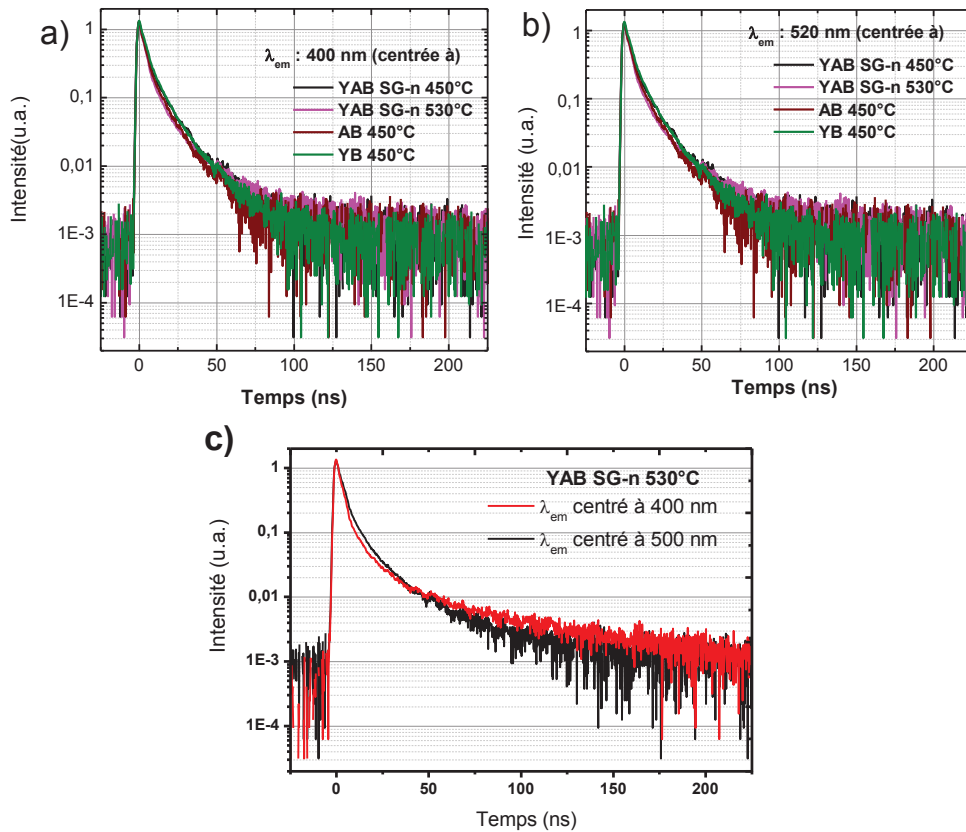 a)
λem : 400 nm (centrée à)
YAB SG-n 450°C
YAB SG-n 530°C
AB 450°C
YB 450°C
Intensité(u.a.)
1
0,1
0,01
1E-3
1E-4
0 50 100 150 200
Temps (ns)
b)
λem : 520 nm (centrée à)
YAB SG-n 450°C
YAB SG-n 530°C
AB 450°C
YB 450°C
Intensité (u.a.)
1
0,1
0,01
1E-3
1E-4
0 50 100 150 200
Temps (ns)
c)
YAB SG-n 530°C
λem centré à 400 nm
λem centré à 500 nm
Intensité (u.a.)
1
0,1
0,01
1E-3
1E-4
0 50 100 150 200
Temps (ns)